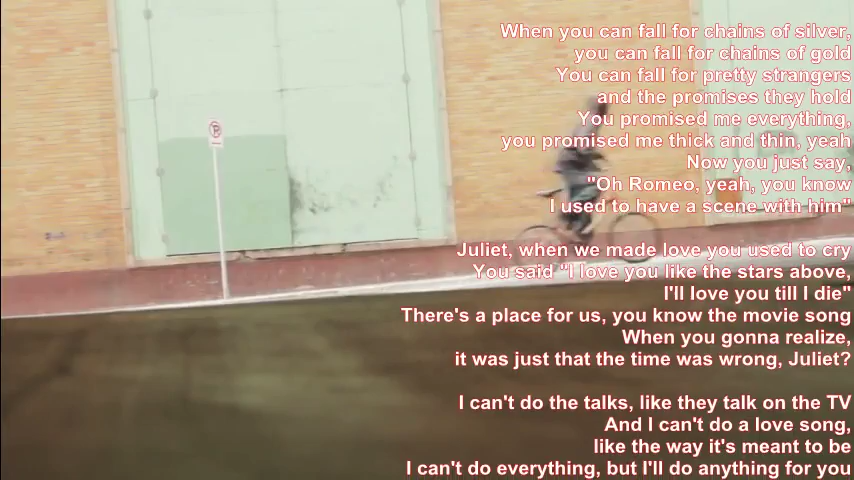 When you can fall for chains of silver,
you can fall for chains of gold
You can fall for pretty strangers
and the promises they hold
You promised me everything,
you promised me thick and thin, yeah
Now you just say,
"Oh Romeo, yeah, you know
I used to have a scene with him"
Juliet, when we made love you used to cry
You said "I love you like the stars above,
I'll love you till I die"
There's a place for us, you know the movie song
When you gonna realize,
it was just that the time was wrong, Juliet?
I can't do the talks, like they talk on the TV
And I can't do a love song,
like the way it's meant to be
I can't do everything, but I'll do anything for you